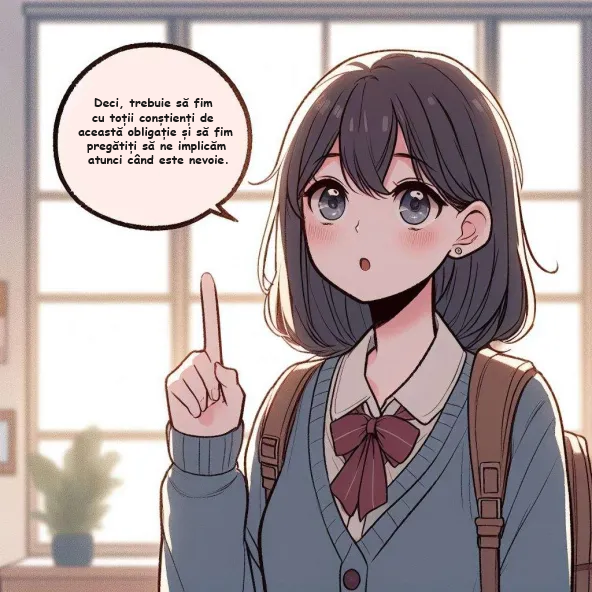 Deci, trebuie să fim
cu toții conștienți de
această obligație și să fim
pregătiți să ne implicăm
atunci când este nevoie.